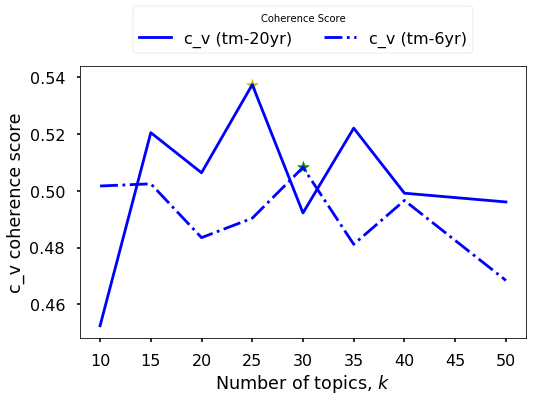 Coherence Score
c_v (tm-20yr) c_v (tm-6yr)
0.54
0.52
0.50
0.48
0.46
c_v coherence score
10 15 20 25 30 35 40 45 50
Number of topics, k